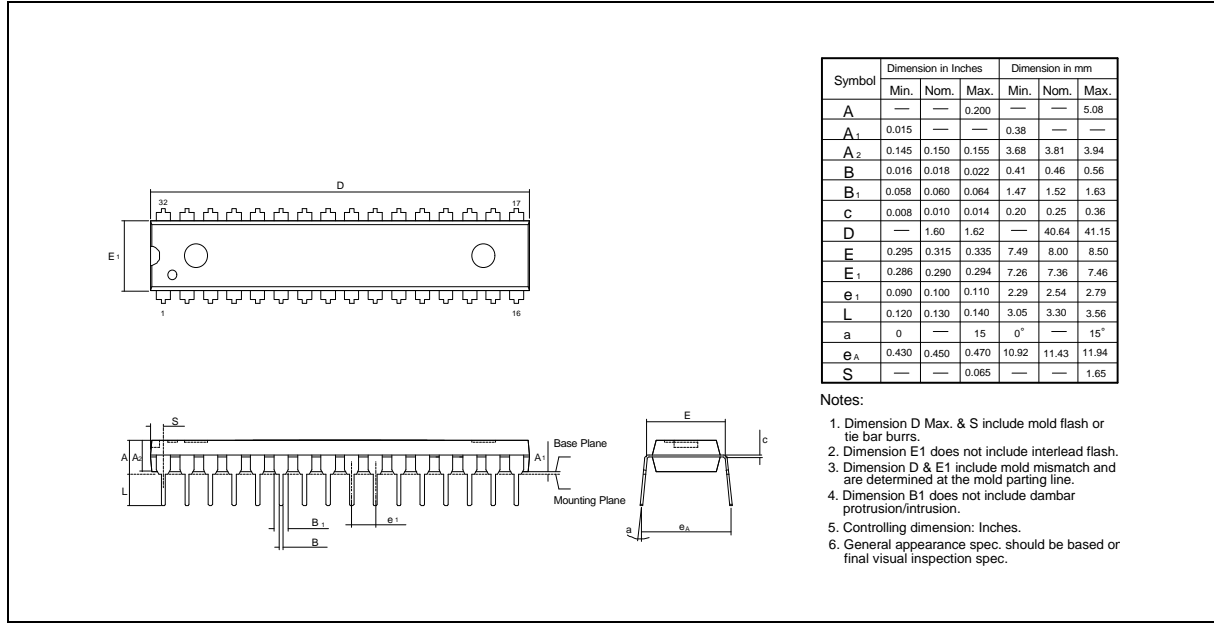 D
32
17
E1
1
16
Symbol Dimension in Inches Dimension in mm
Min. Nom. Max. Min. Nom. Max.
A — — 0.200 — — 5.08
A1 0.015 — — 0.38 — —
A2 0.145 0.150 0.155 3.68 3.81 3.94
B 0.016 0.018 0.022 0.41 0.46 0.56
B1 0.058 0.060 0.064 1.47 1.52 1.63
c 0.008 0.010 0.014 0.20 0.25 0.36
D — 1.60 1.62 — 40.64 41.15
E 0.295 0.315 0.335 7.49 8.00 8.50
E1 0.286 0.290 0.294 7.26 7.36 7.46
e1 0.090 0.100 0.110 2.29 2.54 2.79
L 0.120 0.130 0.140 3.05 3.30 3.56
a 0 — 15 0° — 15°
eA 0.430 0.450 0.470 10.92 11.43 11.94
S — — 0.065 — — 1.65
S
A A2
L
Base Plane
A1
Mounting Plane
B1
e1
B
E
c
a
eA
Notes:
1. Dimension D Max. & S include mold flash or
tie bar burrs.
2. Dimension E1 does not include interlead flash.
3. Dimension D & E1 include mold mismatch and
are determined at the mold parting line.
4. Dimension B1 does not include dambar
protrusion/intrusion.
5. Controlling dimension: Inches.
6. General appearance spec. should be based or
final visual inspection spec.